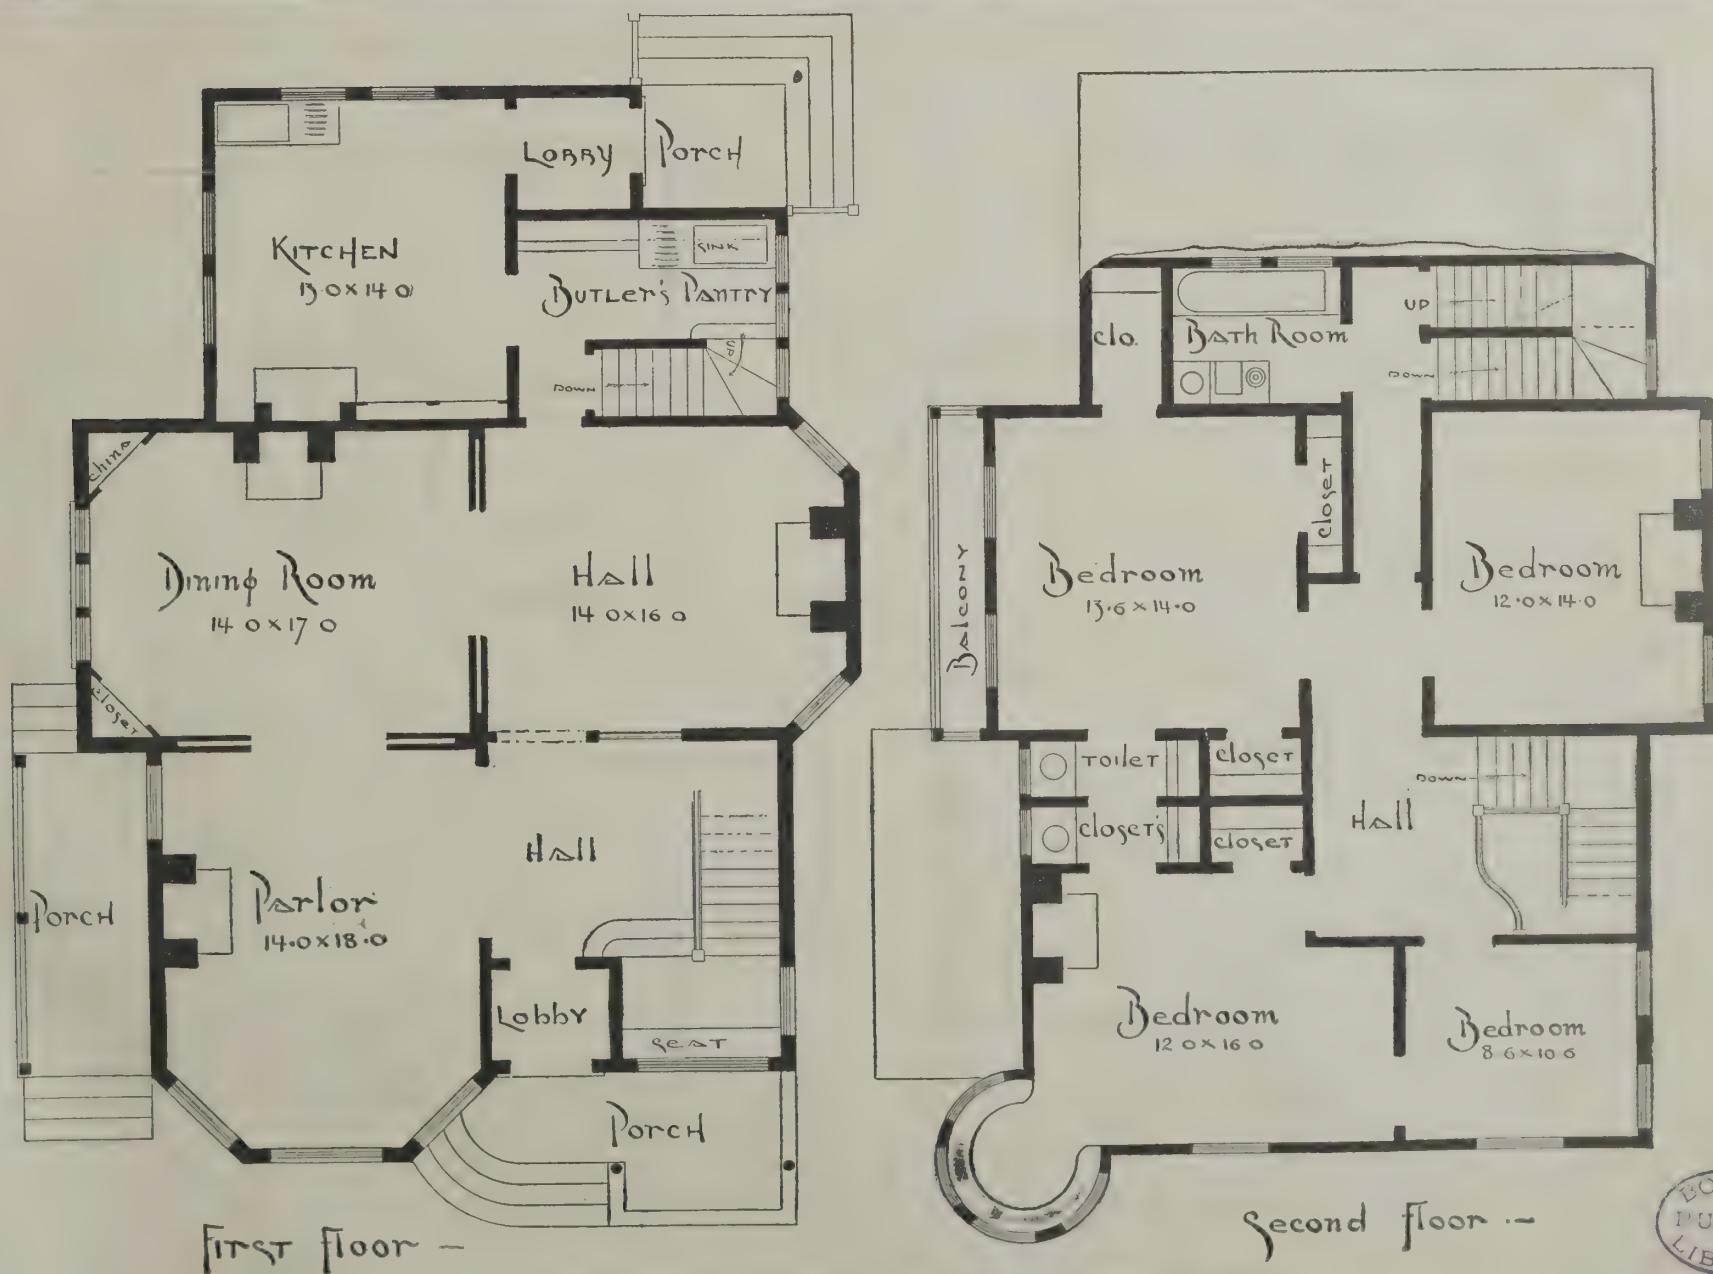 LOBBY
PORCH
KITCHEN
13.0 x 14 0
SINK
BUTLER'S PANTRY
UP
DOWN
china
Dining Room
14 0 x 17 0
Hall
14 0 x 16 0
closet
Hall
PORCH
Parlor
14.0 x 18.0
Lobby
SEAT
PORCH
FIRST floor -
UP
clo.
BATH ROOM
DOWN
closet
Bedroom
13.6 x 14.0
Bedroom
12.0 x 14.0
Balcony
TOILET
closet
DOWN
Hall
closet's
closet
Bedroom
12 0 x 16 0
Bedroom
8 6 x 10 6
Second floor -